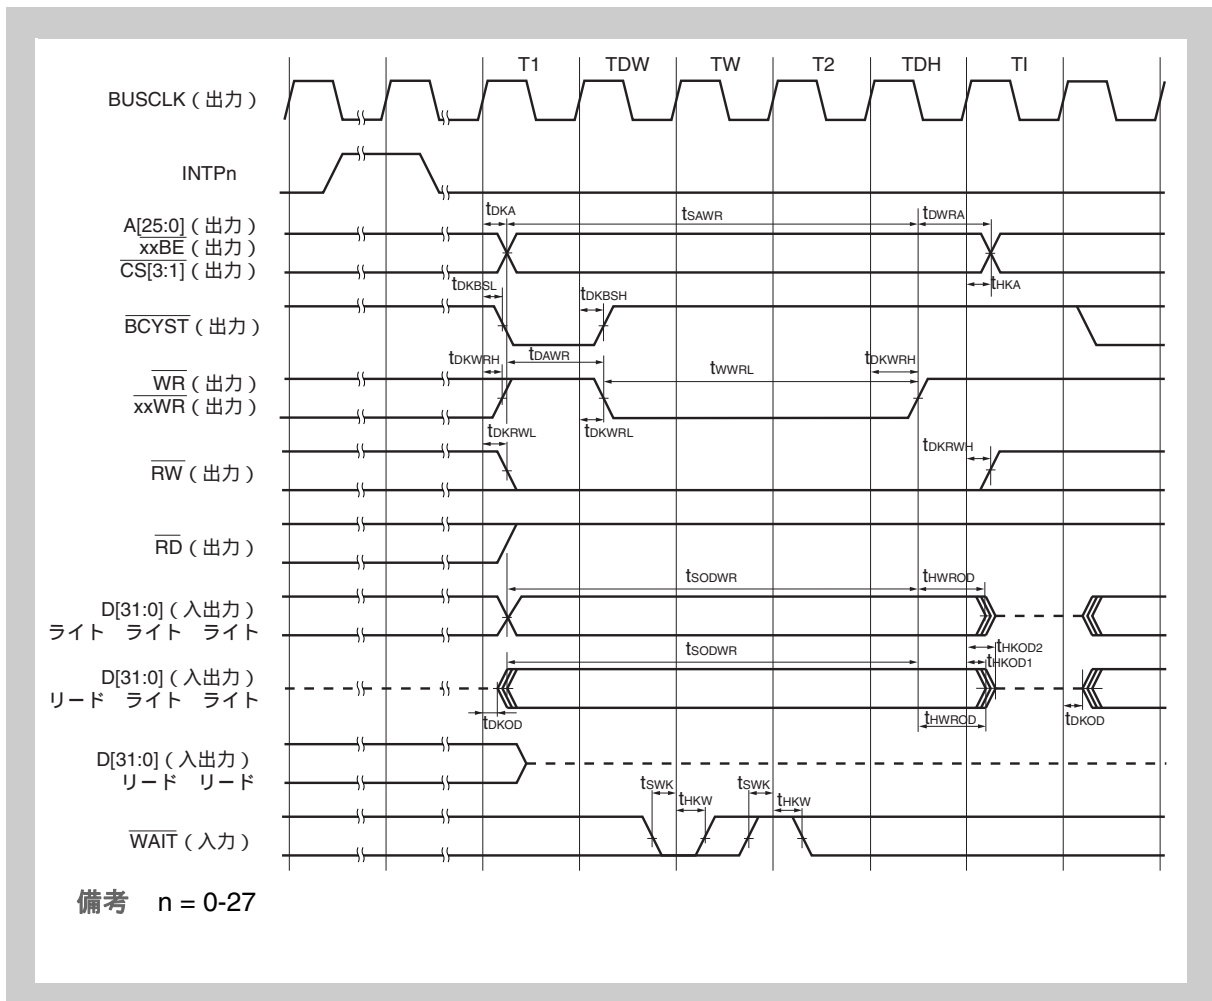 T1 TDW TW T2 TDH TI
BUSCLK（出力）
INTPn
tDKA tSAWR tDWRA
A[25:0]（出力）
xxBE（出力）
CS[3:1]（出力）
tHKA
tDKBSL tDKBSH
BCYST（出力）
tDKWRH tDAWR tWWRL tDKWRH
WR（出力）
xxWR（出力）
tDKRWL tDKWRL tDKRWH
RW（出力）
RD（出力）
tSODWR tHWROD
D[31:0]（入出力）
ライト ライト ライト
tHKOD2
tSODWR tHKOD1
D[31:0]（入出力）
リード ライト ライト
tDKOD tHWROD tDKOD
D[31:0]（入出力）
リード リード
tSWK tHKW tSWK tHKW
WAIT（入力）
備考 n = 0-27